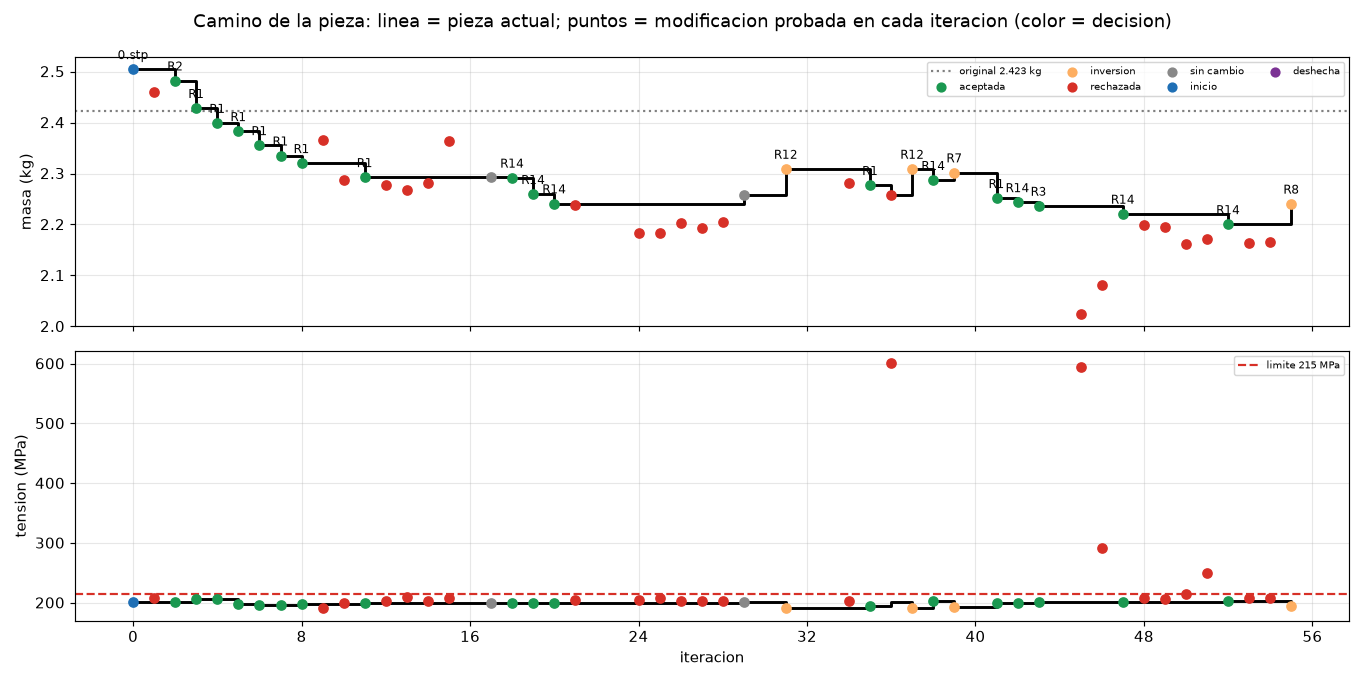 Camino de la pieza: linea = pieza actual; puntos = modificacion probada en cada iteracion (color = decision)
0.stp
R2
R1
R1
R1
R1
R1
R1
R1
R14
R14
R14
R12
R1
R12
R14
R7
R1
R14
R3
R14
R14
R8
original 2.423 kg
aceptada
inversion
rechazada
sin cambio
inicio
deshecha
masa (kg)
2.5
2.4
2.3
2.2
2.1
2.0
limite 215 MPa
tension (MPa)
600
500
400
300
200
0
8
16
24
32
40
48
56
iteracion